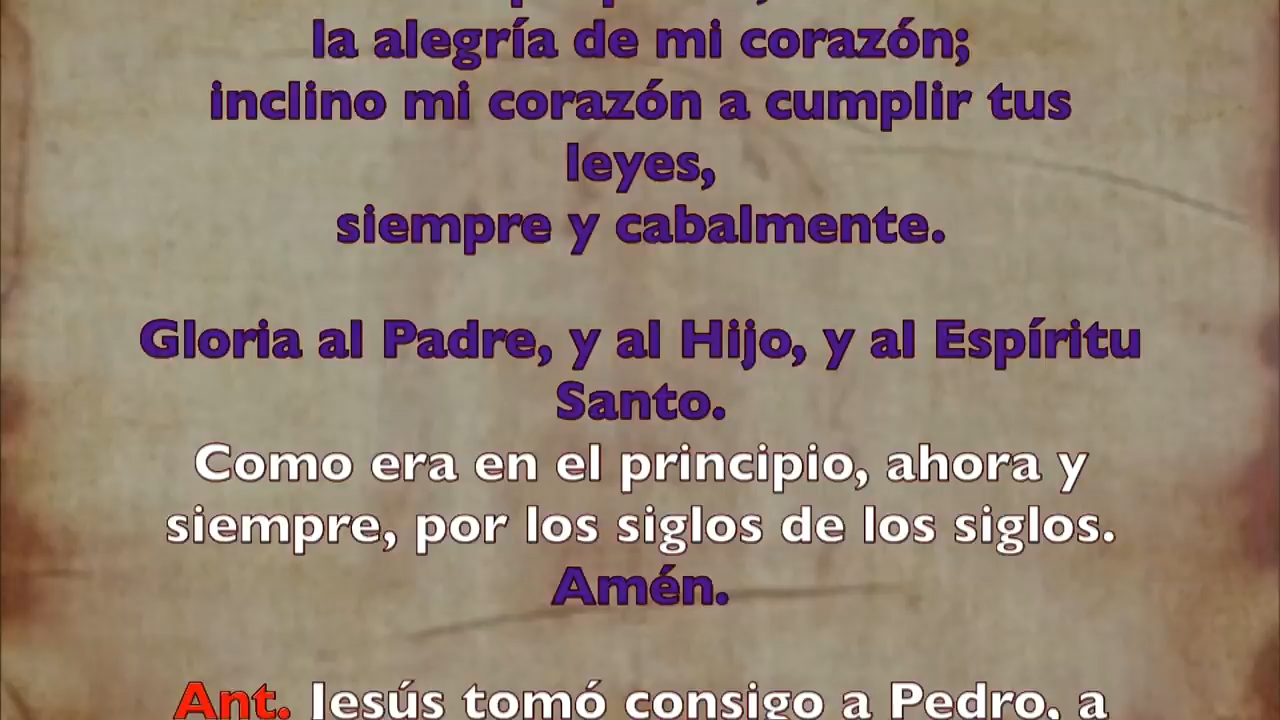 la alegría de mi corazón;
inclino mi corazón a cumplir tus
leyes,
siempre y cabalmente.
Gloria al Padre, y al Hijo, y al Espíritu
Santo.
Como era en el principio, ahora y
siempre, por los siglos de los siglos.
Amén.
Ant. Jesús tomó consigo a Pedro, a